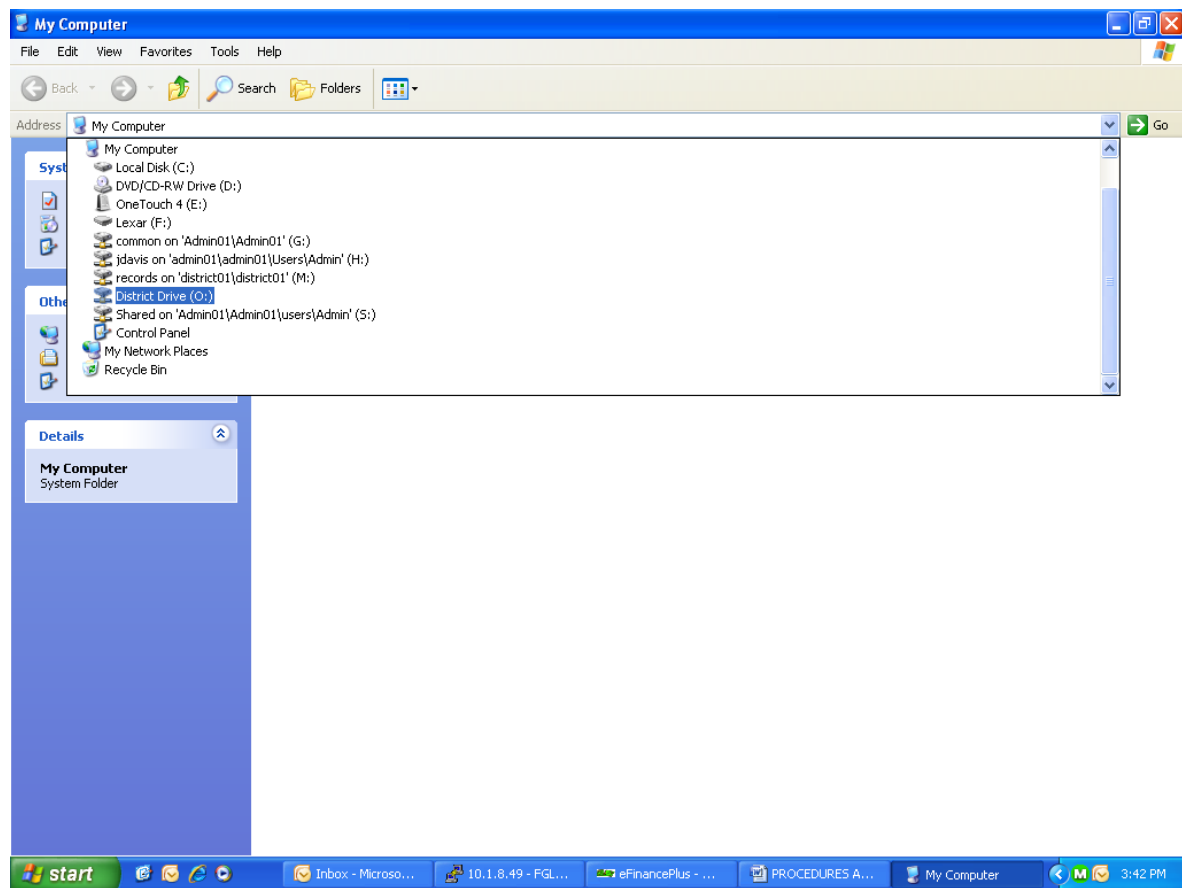 My Computer
File Edit View Favorites Tools Help
Back Search Folders
Address My Computer Go
My Computer
Local Disk (C:)
DVD/CD-RW Drive (D:)
OneTouch 4 (E:)
Lexar (F:)
common on 'Admin01\Admin01' (G:)
jdavis on 'admin01\admin01\Users\Admin' (H:)
records on 'district01\district01' (M:)
District Drive (O:)
Shared on 'Admin01\Admin01\users\Admin' (S:)
Control Panel
My Network Places
Recycle Bin
Syst
Othe
Details
My Computer
System Folder
start Inbox - Microso... 10.1.8.49 - FGL... eFinancePlus - ... PROCEDURES A... My Computer M 3:42 PM